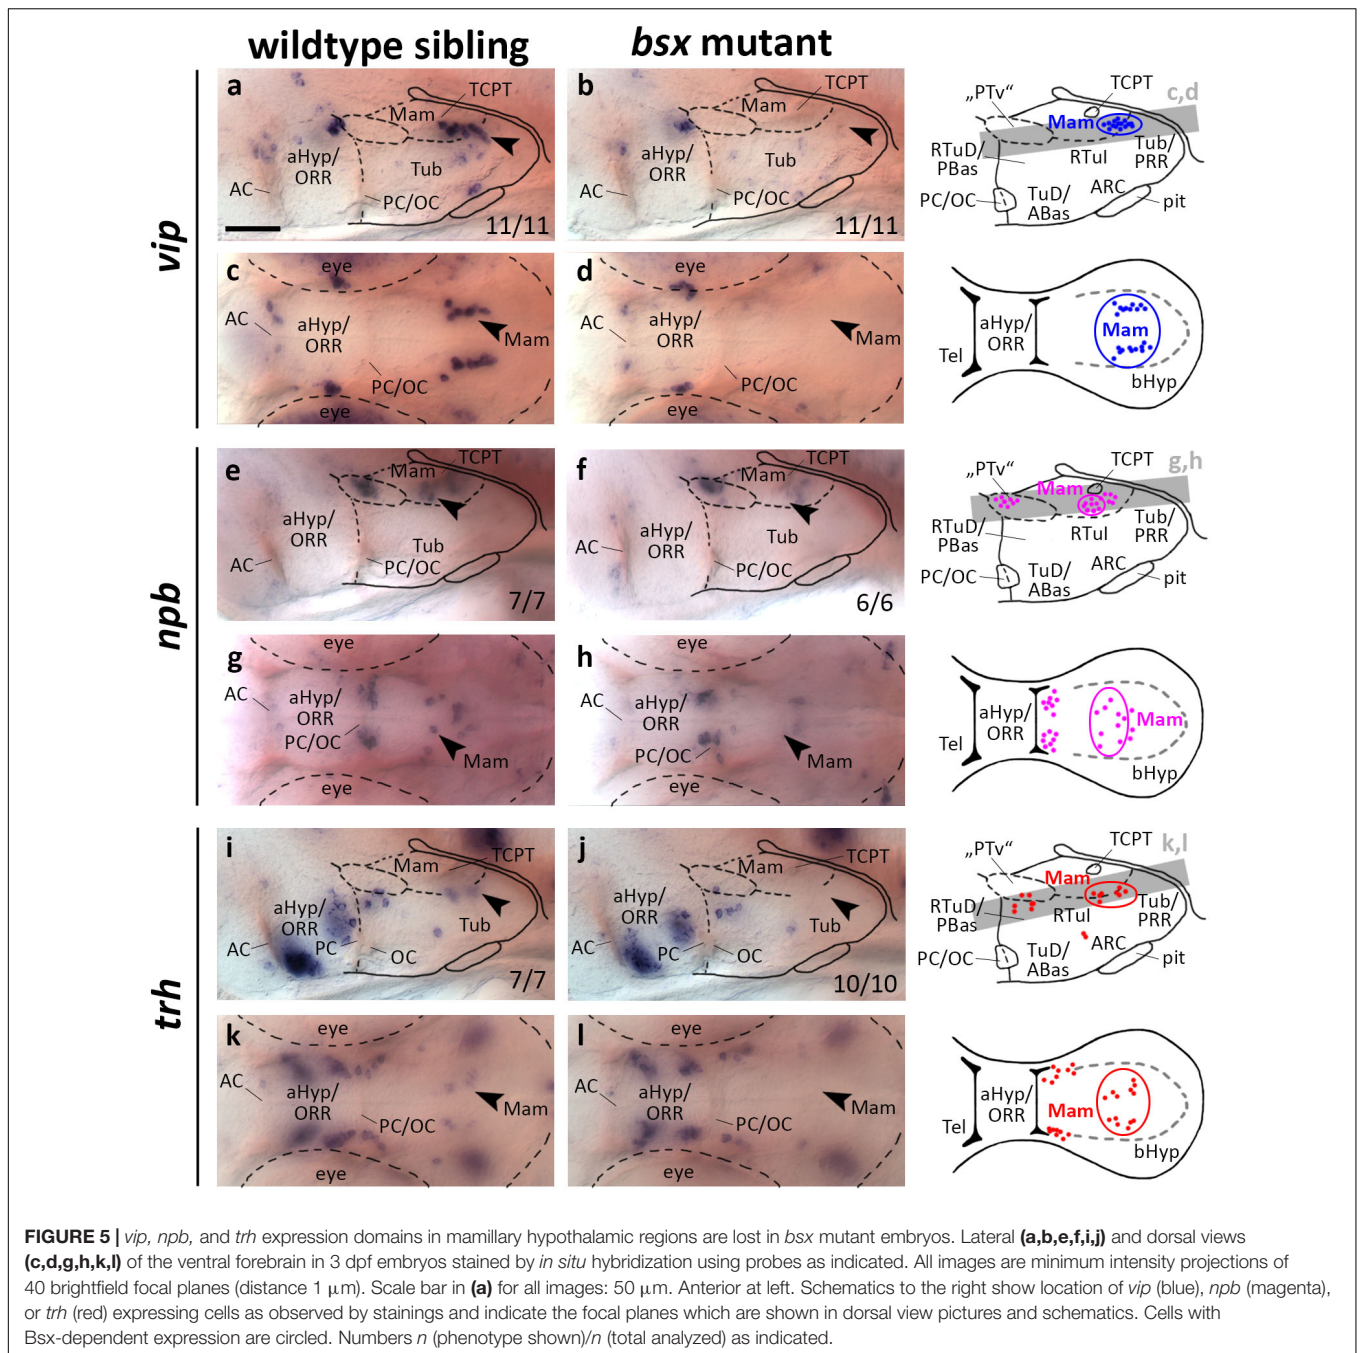 wildtype sibling
bsx mutant
vip
a
TCPT
Mam
aHyp/
ORR
Tub
AC
PC/OC
11/11
b
TCPT
Mam
aHyp/
ORR
Tub
AC
PC/OC
11/11
„PTv“
TCPT
c,d
Mam
RTuD/
PBas
RTul
Tub/
PRR
PC/OC
TuD/
ABas
ARC
pit
c
eye
AC
aHyp/
ORR
Mam
PC/OC
eye
d
eye
AC
aHyp/
ORR
Mam
PC/OC
eye
aHyp/
ORR
Mam
Tel
bHyp
npb
e
TCPT
Mam
aHyp/
ORR
Tub
AC
PC/OC
7/7
f
TCPT
Mam
aHyp/
ORR
Tub
AC
PC/OC
6/6
„PTv“
TCPT
g,h
Mam
RTuD/
PBas
RTul
Tub/
PRR
PC/OC
TuD/
ABas
ARC
pit
g
eye
AC
aHyp/
ORR
PC/OC
Mam
eye
h
eye
AC
aHyp/
ORR
PC/OC
Mam
eye
aHyp/
ORR
Mam
Tel
bHyp
trh
i
Mam
TCPT
aHyp/
ORR
Tub
AC
PC
OC
7/7
j
Mam
TCPT
aHyp/
ORR
Tub
AC
PC
OC
10/10
„PTv“
TCPT
k,l
Mam
RTuD/
PBas
RTul
Tub/
PRR
PC/OC
TuD/
ABas
ARC
pit
k
eye
AC
aHyp/
ORR
Mam
PC/OC
eye
l
eye
AC
aHyp/
ORR
Mam
PC/OC
eye
aHyp/
ORR
Mam
Tel
bHyp
FIGURE 5 | vip, npb, and trh expression domains in mamillary hypothalamic regions are lost in bsx mutant embryos. Lateral (a,b,e,f,i,j) and dorsal views
(c,d,g,h,k,l) of the ventral forebrain in 3 dpf embryos stained by in situ hybridization using probes as indicated. All images are minimum intensity projections of
40 brightfield focal planes (distance 1 μm). Scale bar in (a) for all images: 50 μm. Anterior at left. Schematics to the right show location of vip (blue), npb (magenta),
or trh (red) expressing cells as observed by stainings and indicate the focal planes which are shown in dorsal view pictures and schematics. Cells with
Bsx-dependent expression are circled. Numbers n (phenotype shown)/n (total analyzed) as indicated.